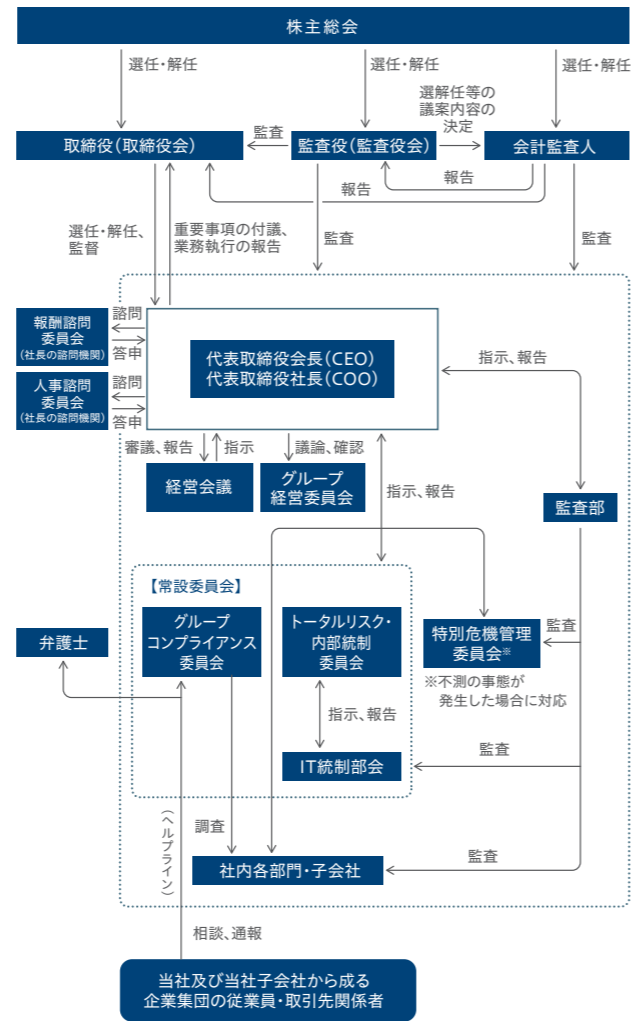 株主総会
選任・解任
選任・解任
選任・解任
選解任等の
議案内容の
決定
取締役(取締役会)
監査
監査役(監査役会)
会計監査人
報告
報告
選任・解任、
監督
重要事項の付議、
業務執行の報告
監査
監査
報酬諮問
委員会
(社長の諮問機関)
諮問
答申
代表取締役会長(CEO)
代表取締役社長(COO)
指示、報告
人事諮問
委員会
(社長の諮問機関)
諮問
答申
審議、報告
指示
議論、確認
経営会議
グループ
経営委員会
指示、報告
監査部
【常設委員会】
グループ
コンプライアンス
委員会
トータルリスク・
内部統制
委員会
特別危機管理
委員会※
監査
※不測の事態が
発生した場合に対応
弁護士
指示、報告
IT統制部会
監査
(ヘルプライン)
調査
社内各部門・子会社
監査
相談、通報
当社及び当社子会社から成る
企業集団の従業員・取引先関係者